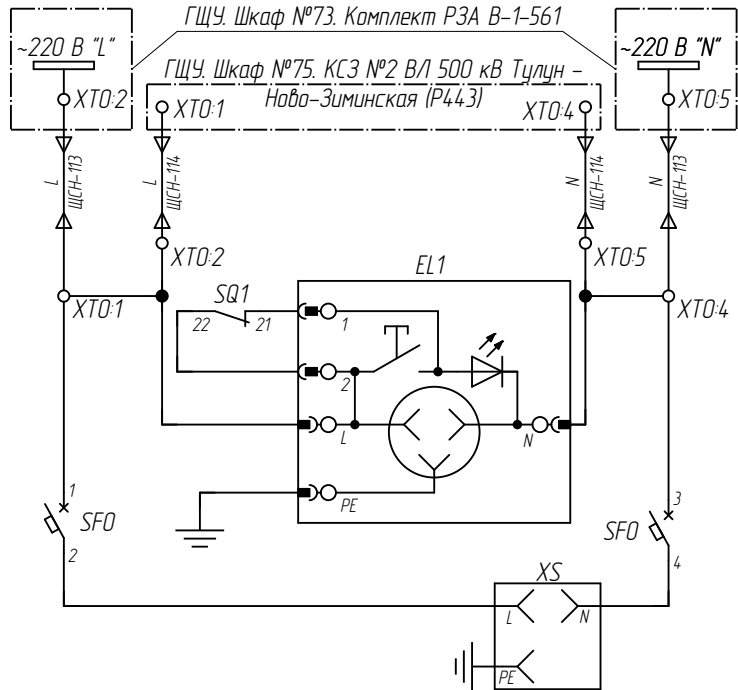 ГЩУ. Шкаф №73. Комплект РЗА В-1-561
~220 В "L"
~220 В "N"
ГЩУ. Шкаф №75. КСЗ №2 ВЛ 500 кВ Тулун -
Ново-Зиминская (Р443)
XT0:2
XT0:1
XT0:4
XT0:5
L
ЩСН-113
L
ЩСН-114
N
ЩСН-114
N
ЩСН-113
XT0:2
XT0:5
EL1
XT0:1
SQ1
XT0:4
22
21
1
2
L
N
PE
1
SF0
2
3
SF0
4
XS
L
N
PE